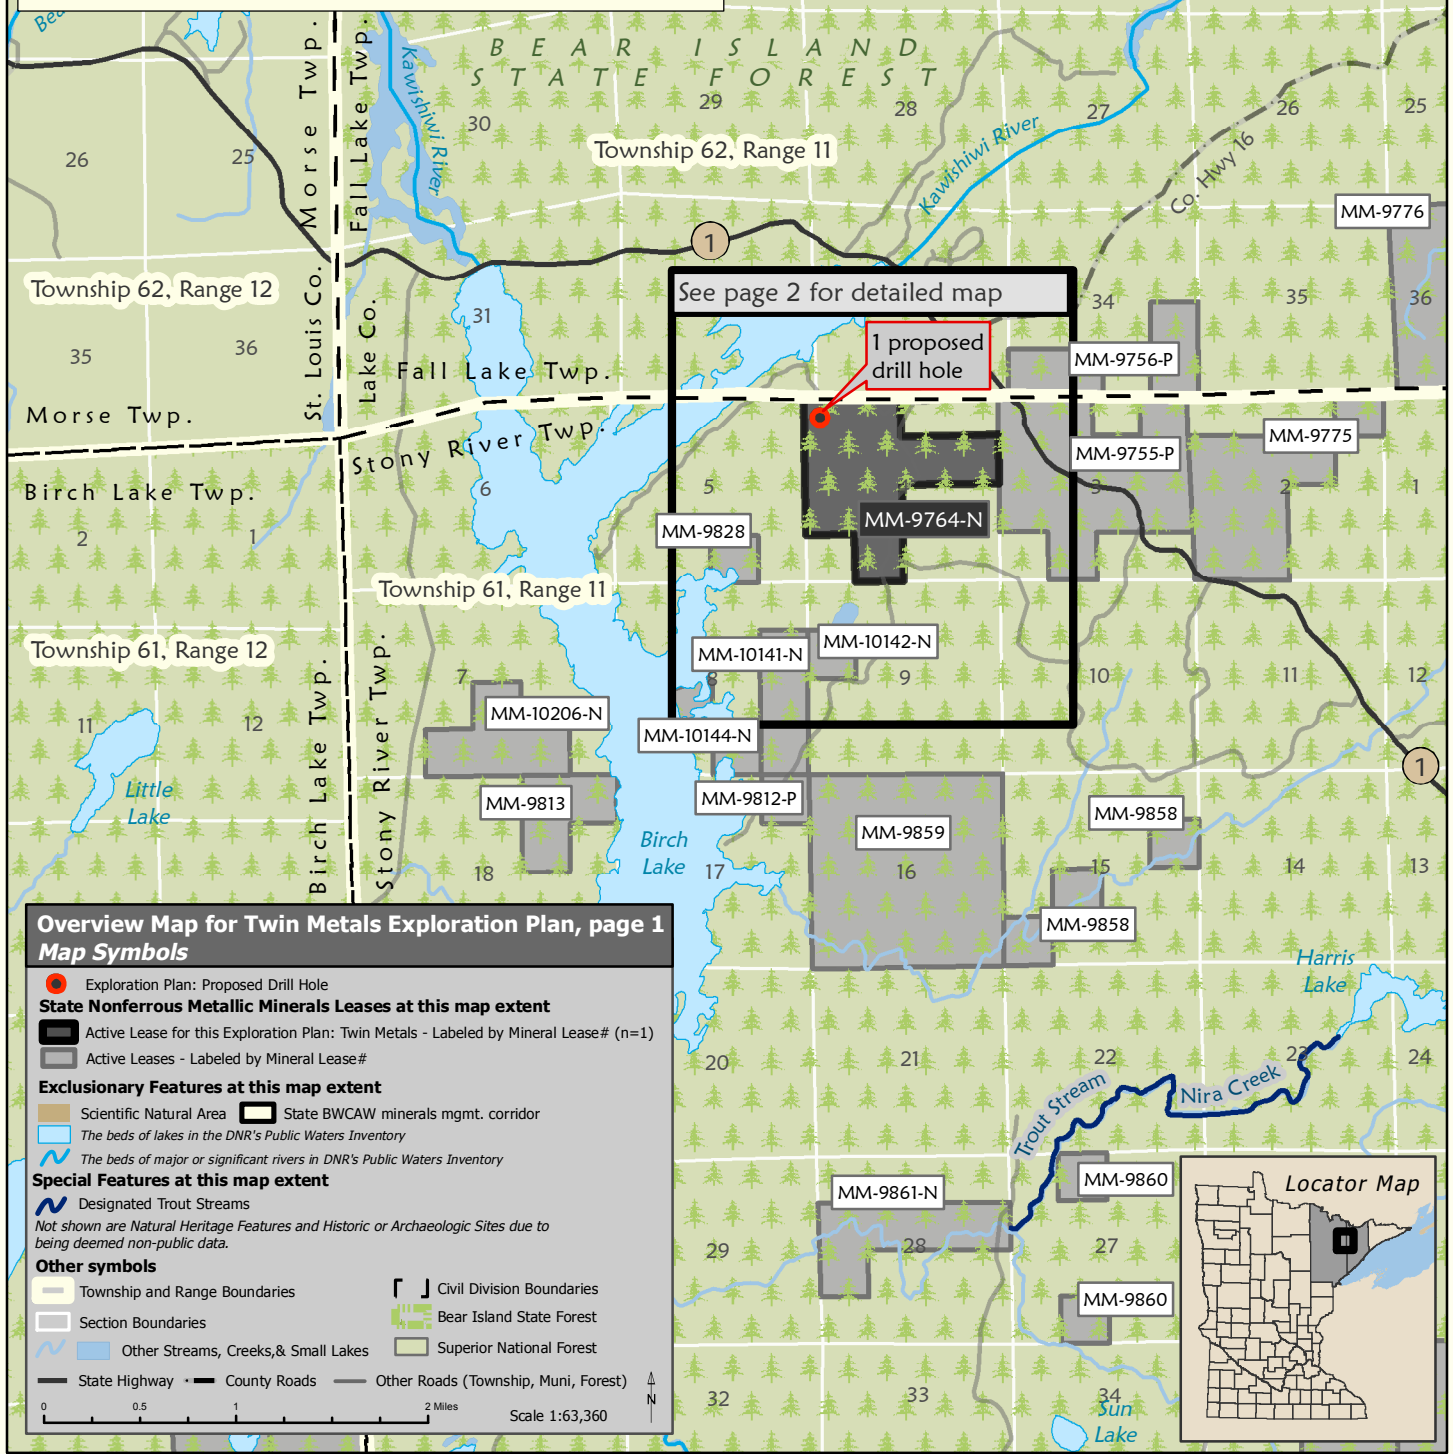 Bea
Morse Twp.
Fall Lake Twp.
Kawishiwi River
BEAR ISLAND
STATE FOREST
29
28
27
26
25
30
26
25
Township 62, Range 11
Kawishiwi River
Co. Hwy 16
MM-9776
1
Township 62, Range 12
St. Louis Co.
Lake Co.
31
See page 2 for detailed map
34
35
36
35
36
1 proposed
drill hole
MM-9756-P
Fall Lake Twp.
Morse Twp.
Stony River Twp.
MM-9775
MM-9755-P
Birch Lake Twp.
6
5
3
2
1
MM-9764-N
MM-9828
2
1
Township 61, Range 11
Township 61, Range 12
MM-10142-N
MM-10141-N
7
8
9
10
11
12
Birch Lake Twp.
Stony River Twp.
MM-10206-N
11
12
MM-10144-N
1
Little
Lake
MM-9813
MM-9812-P
MM-9858
MM-9859
Birch
Lake
18
17
16
15
14
13
MM-9858
Harris
Lake
20
21
22
23
24
Trout Stream
Nira Creek
MM-9860
MM-9861-N
29
28
27
MM-9860
32
33
34
Sun
Lake
Overview Map for Twin Metals Exploration Plan, page 1
Map Symbols
Exploration Plan: Proposed Drill Hole
State Nonferrous Metallic Minerals Leases at this map extent
Active Lease for this Exploration Plan: Twin Metals - Labeled by Mineral Lease# (n=1)
Active Leases - Labeled by Mineral Lease#
Exclusionary Features at this map extent
Scientific Natural Area State BWCAW minerals mgmt. corridor
The beds of lakes in the DNR's Public Waters Inventory
The beds of major or significant rivers in DNR's Public Waters Inventory
Special Features at this map extent
Designated Trout Streams
Not shown are Natural Heritage Features and Historic or Archaeologic Sites due to
being deemed non-public data.
Other symbols
Township and Range Boundaries
Civil Division Boundaries
Section Boundaries
Bear Island State Forest
Other Streams, Creeks,& Small Lakes
Superior National Forest
State Highway County Roads Other Roads (Township, Muni, Forest)
0 0.5 1 2 Miles
Scale 1:63,360
N
Locator Map